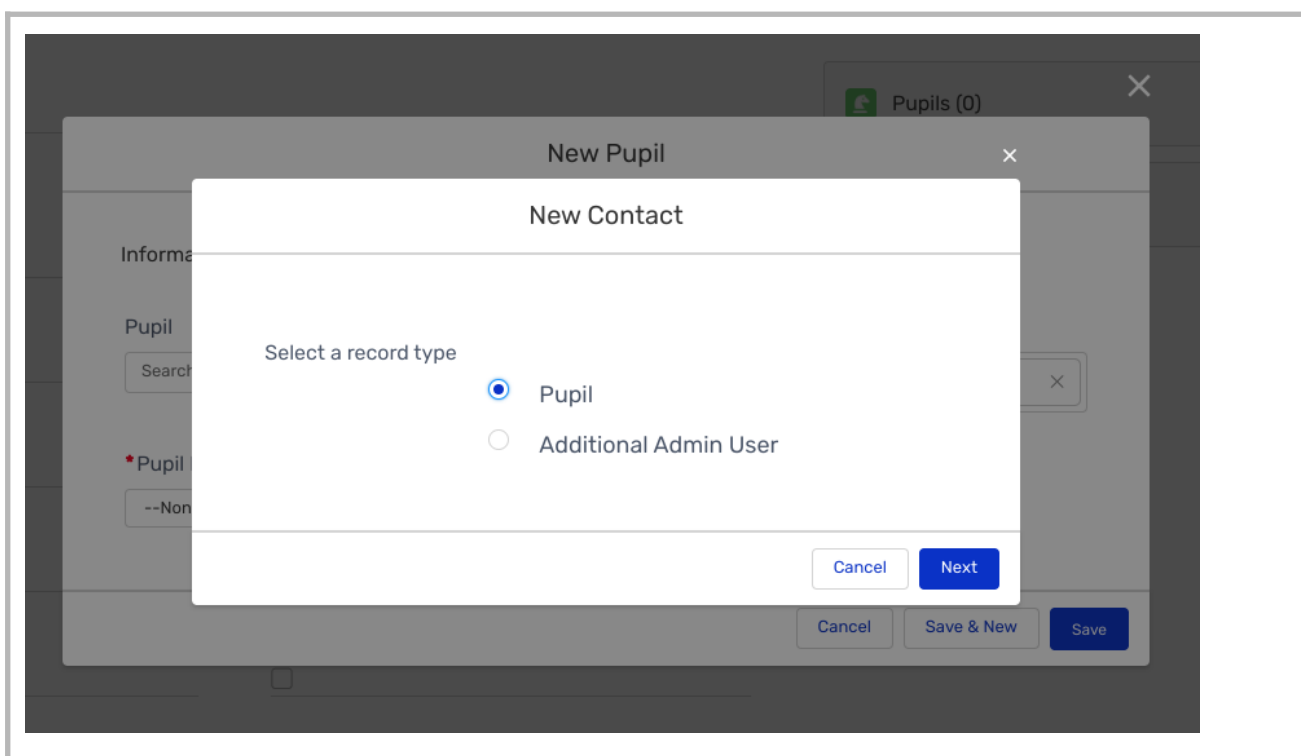 Pupils (0)
New Pupil
New Contact
Informa
Pupil
Search
Select a record type
Pupil
Additional Admin User
*Pupil
--Non
Cancel Next
Cancel Save & New Save